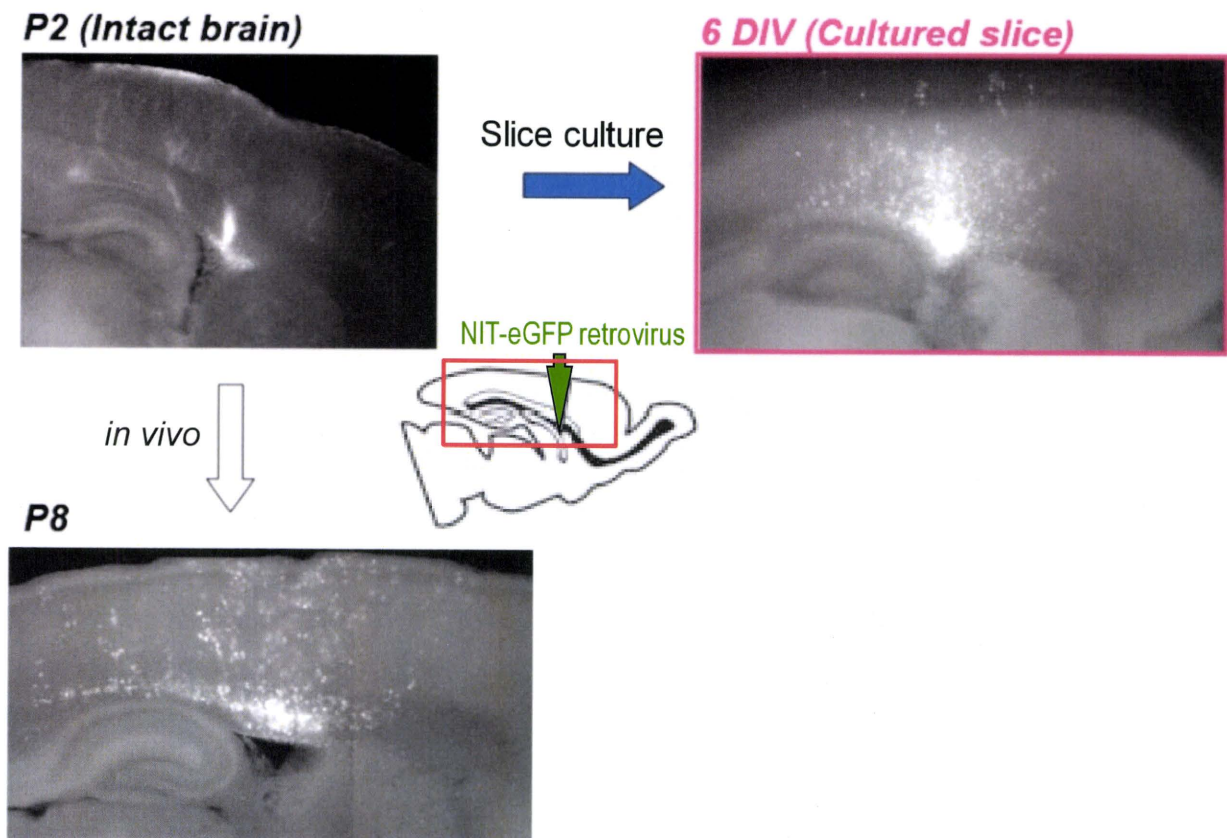 P2 (Intact brain)
6 DIV (Cultured slice)
Slice culture
NIT-eGFP retrovirus
in vivo
P8